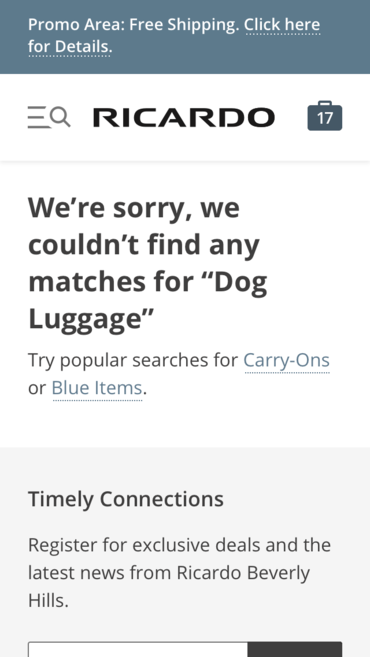 Promo Area: Free Shipping. Click here
for Details.
RICARDO
17
We’re sorry, we
couldn’t find any
matches for “Dog
Luggage”
Try popular searches for Carry-Ons
or Blue Items.
Timely Connections
Register for exclusive deals and the
latest news from Ricardo Beverly
Hills.